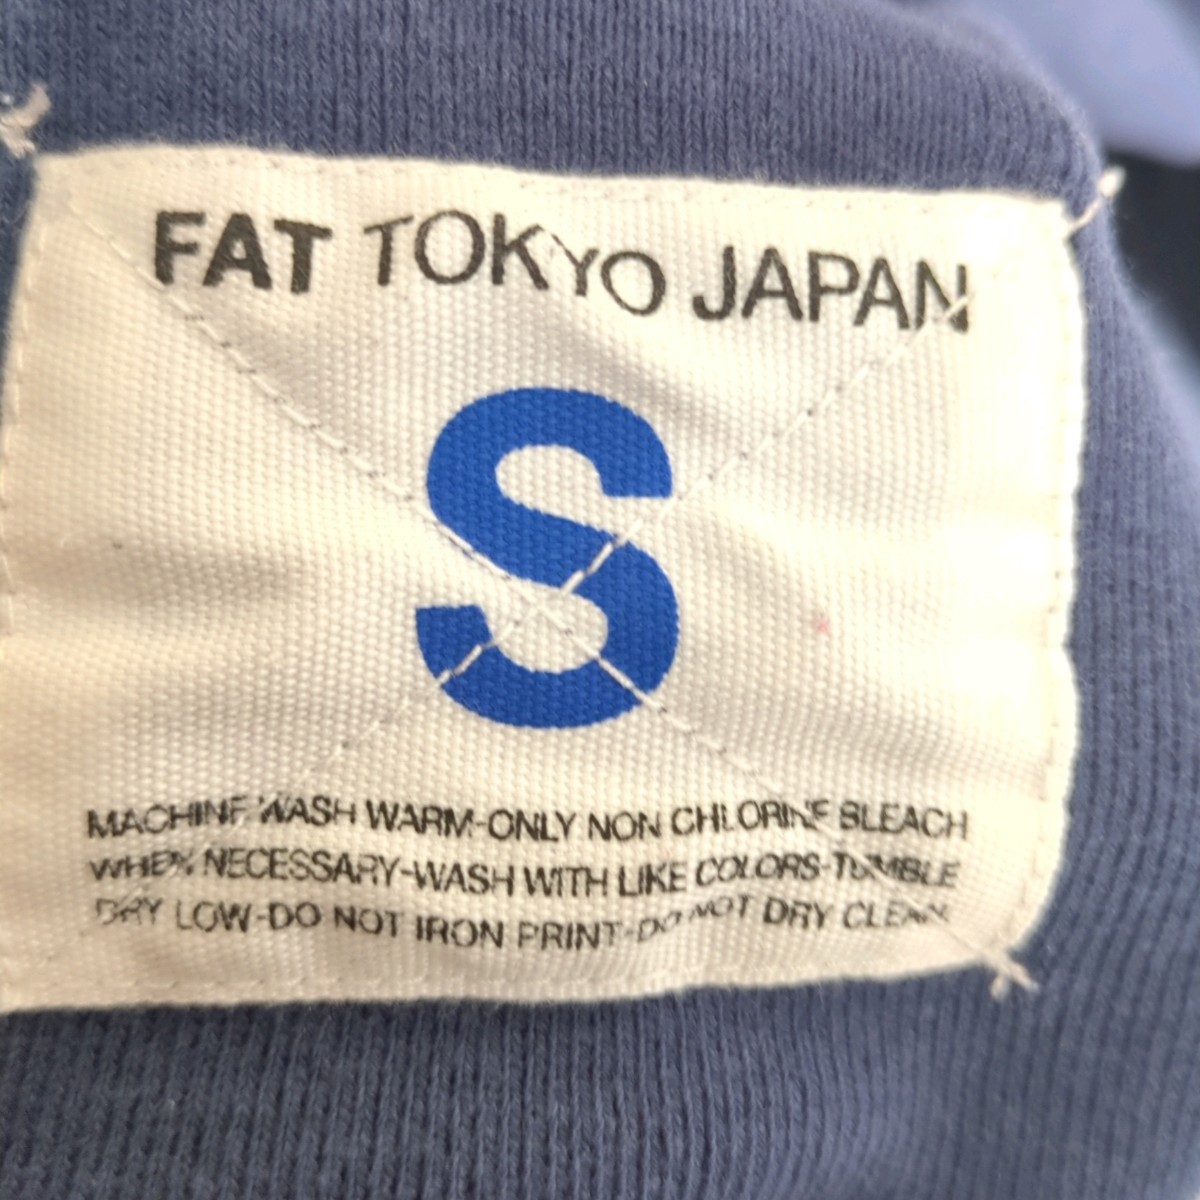 FAT TOKYO JAPAN
S
MACHINE WASH WARM-ONLY NON CHLORINE BLEACH
WHEN NECESSARY-WASH WITH LIKE COLORS-TUMBLE
DRY LOW-DO NOT IRON PRINT-DO NOT DRY CLEAN